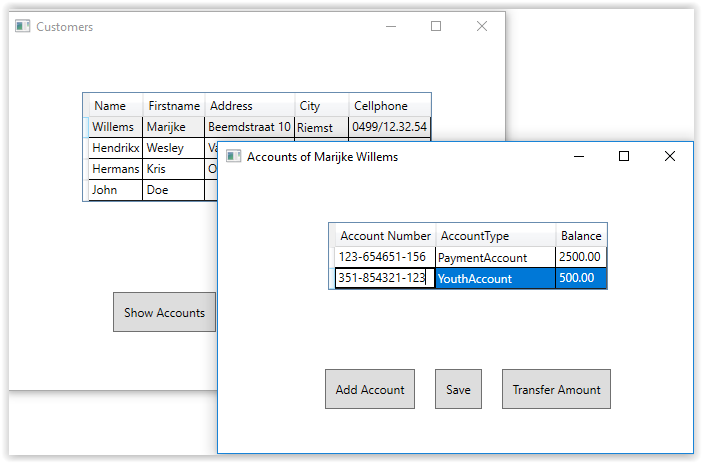 Customers
Name Firstname Address City Cellphone
Willems Marijke Beemdstraat 10 Riemst 0499/12.32.54
Hendrikx Wesley
Hermans Kris
John Doe
Show Accounts
Accounts of Marijke Willems
Account Number AccountType Balance
123-654651-156 PaymentAccount 2500.00
351-854321-123 YouthAccount 500.00
Add Account Save Transfer Amount